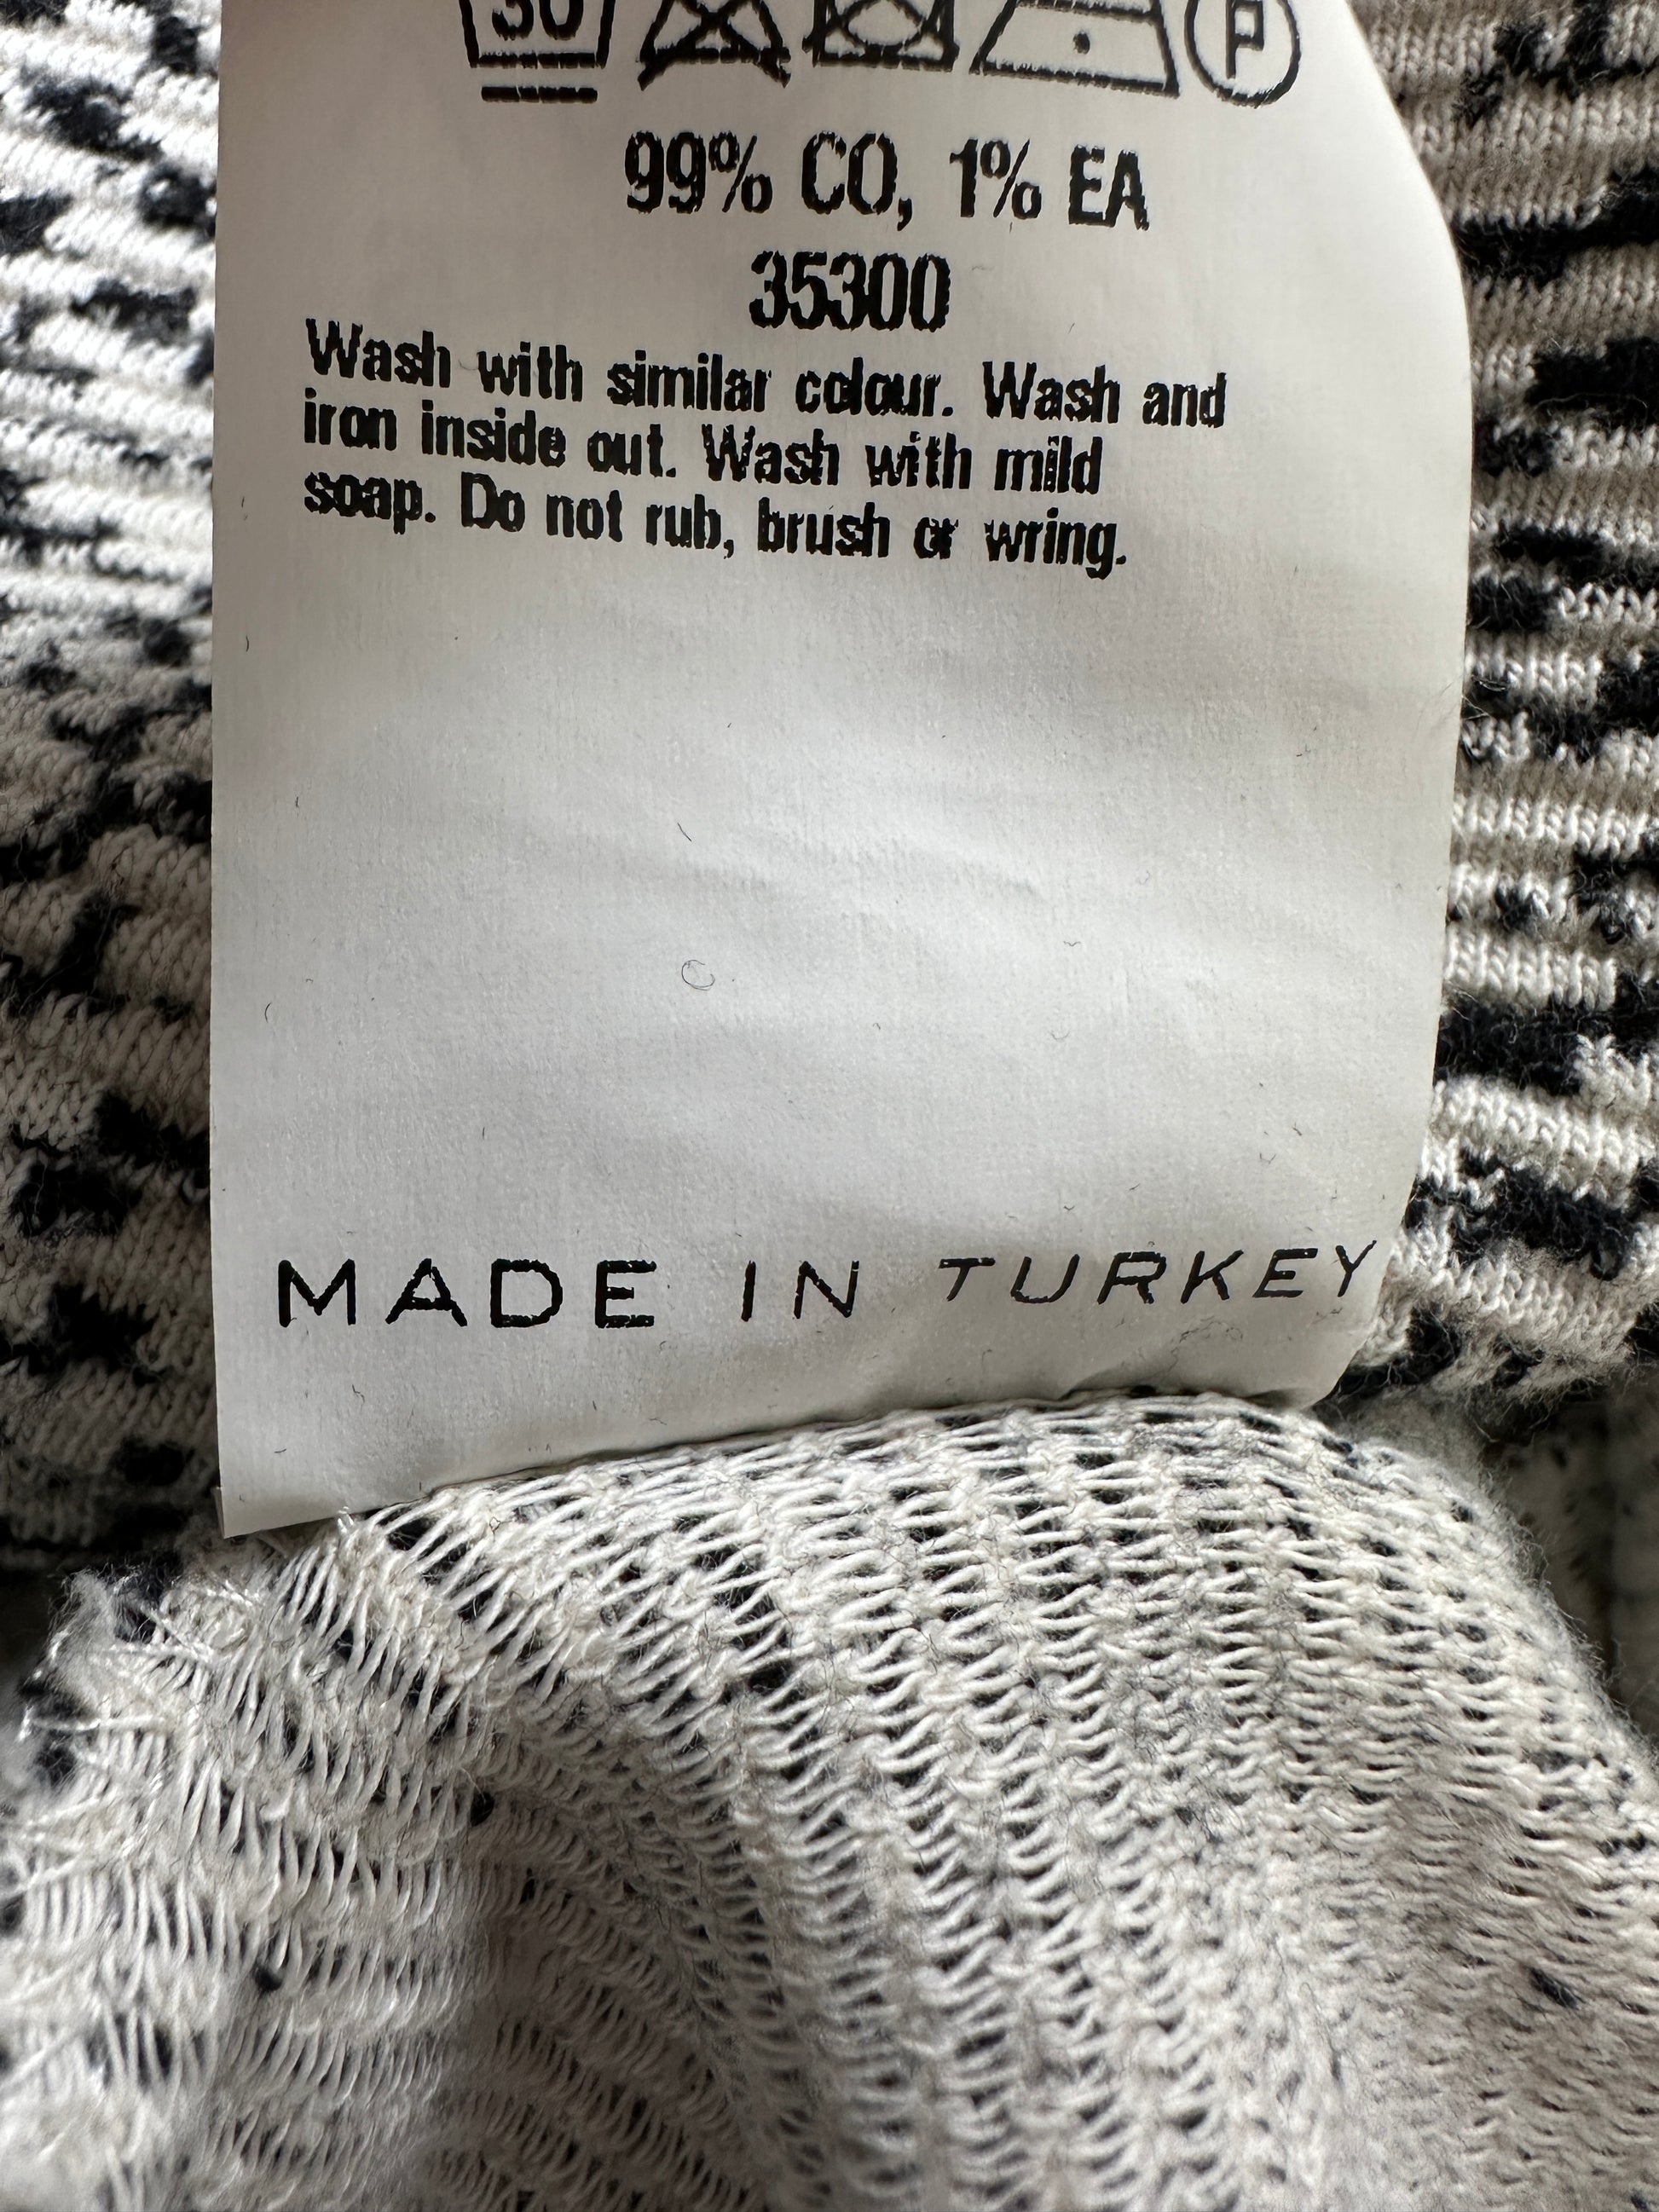 30
P
99% CO, 1% EA
35300
Wash with similar colour. Wash and
iron inside out. Wash with mild
soap. Do not rub, brush or wring.
MADE IN TURKEY